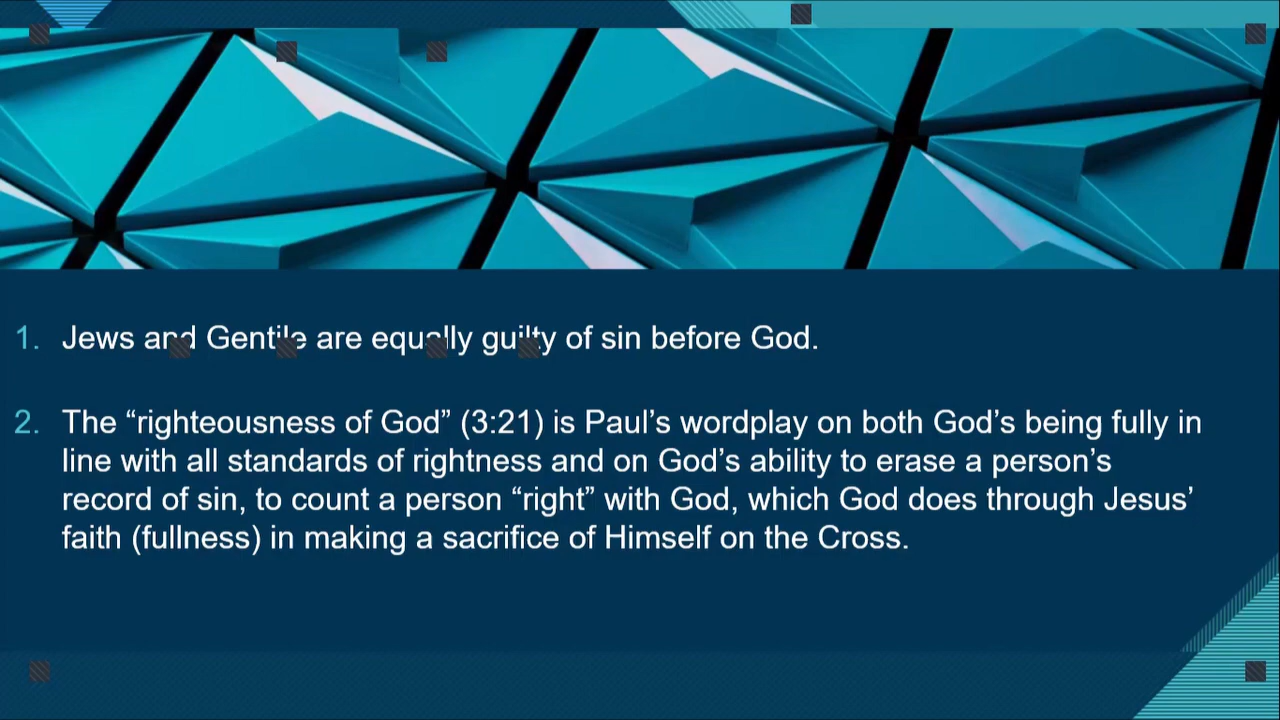 1. Jews and Gentile are equally guilty of sin before God.
2. The “righteousness of God” (3:21) is Paul’s wordplay on both God’s being fully in
line with all standards of rightness and on God’s ability to erase a person’s
record of sin, to count a person “right” with God, which God does through Jesus’
faith (fullness) in making a sacrifice of Himself on the Cross.